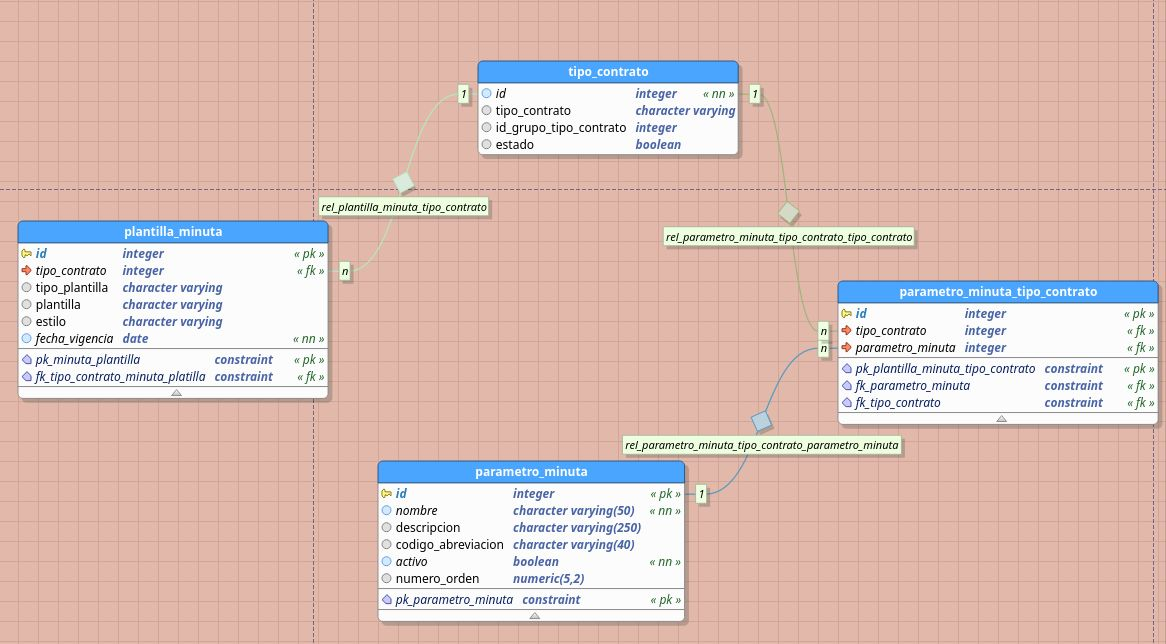 tipo_contrato
id integer « nn »
tipo_contrato character varying
id_grupo_tipo_contrato integer
estado boolean
1
1
rel_plantilla_minuta_tipo_contrato
rel_parametro_minuta_tipo_contrato_tipo_contrato
plantilla_minuta
id integer « pk »
tipo_contrato integer « fk »
tipo_plantilla character varying
plantilla character varying
estilo character varying
fecha_vigencia date « nn »
pk_minuta_plantilla constraint « pk »
fk_tipo_contrato_minuta_platilla constraint « fk »
n
parametro_minuta_tipo_contrato
id integer « pk »
tipo_contrato integer « fk »
parametro_minuta integer « fk »
pk_plantilla_minuta_tipo_contrato constraint « pk »
fk_parametro_minuta constraint « fk »
fk_tipo_contrato constraint « fk »
n
n
rel_parametro_minuta_tipo_contrato_parametro_minuta
parametro_minuta
id integer « pk »
nombre character varying(50) « nn »
descripcion character varying(250)
codigo_abreviacion character varying(40)
activo boolean « nn »
numero_orden numeric(5,2)
pk_parametro_minuta constraint « pk »
1